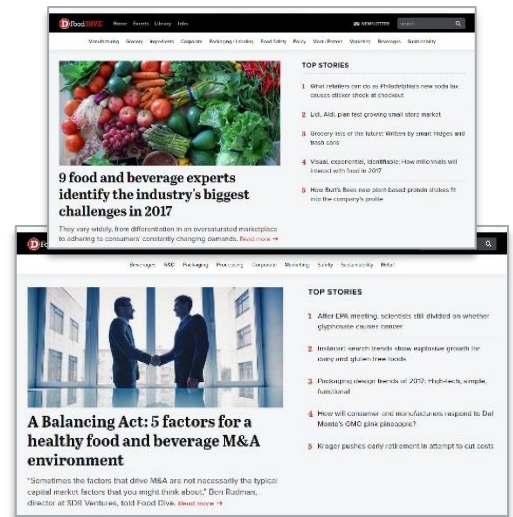 FoodDIVE Home Events Library Jobs NEWSLETTER search
Manufacturing Grocery Ingredients Corporate Packaging / Labeling Food Safety Policy Meat / Protein Marketing Beverages Sustainability
9 food and beverage experts
identify the industry's biggest
challenges in 2017
They vary widely, from differentiation in an oversaturated marketplace
to adhering to consumers' constantly changing demands. Read more →
TOP STORIES
1 What retailers can do as Philadelphia's new soda tax
causes sticker shock at checkout
2 Lidl, Aldi, plan fast growing small store market
3 Grocery lists of the future: Written by smart fridges and
trash cans
4 Visual, experiential, identifiable: How millennials will
interact with food in 2017
5 How Burt's Bees new plant-based protein shakes fit
into the company's profile
Beverages R&D Packaging Processing Corporate Marketing Safety Sustainability Retail
A Balancing Act: 5 factors for a
healthy food and beverage M&A
environment
"Sometimes the factors that drive M&A are not necessarily the typical
capital market factors that you might think about," Ben Rudman,
director at SDR Ventures, told Food Dive. Read more →
TOP STORIES
1 After EPA meeting, scientists still divided on whether
glyphosate causes cancer
2 Instacart search trends show explosive growth for
dairy and gluten free foods
3 Packaging design trends of 2017: High-tech, simple,
functional
4 How will consumer and manufacturers respond to Del
Monte's GMO pink pineapple?
5 Kroger pushes early retirement in attempt to cut costs